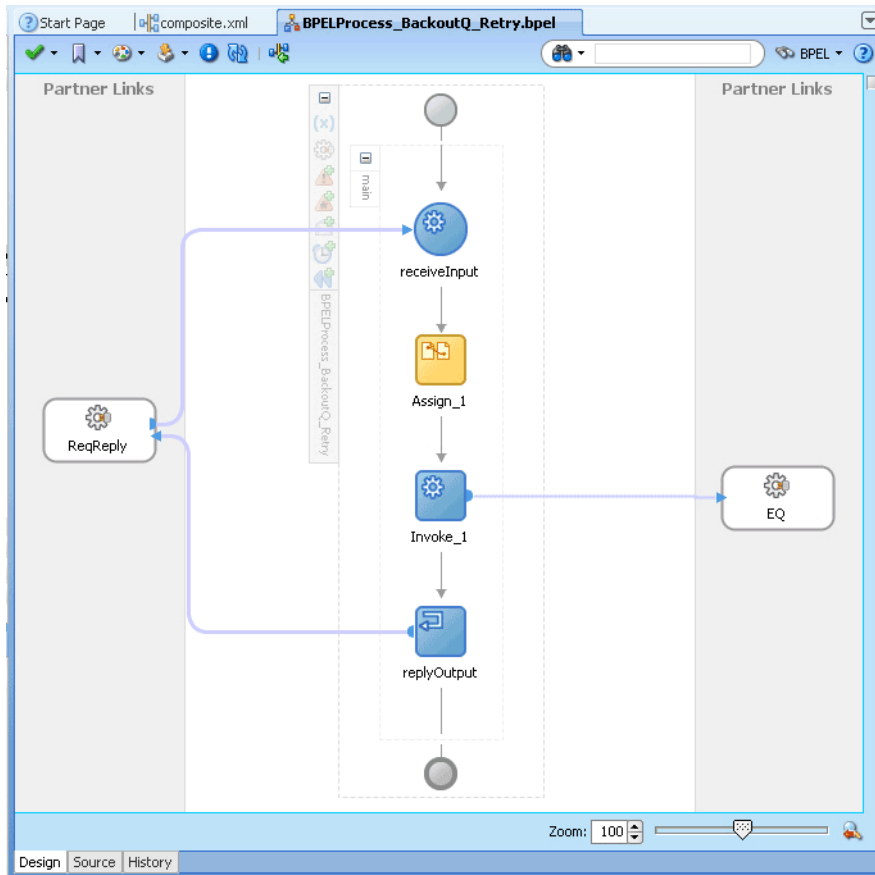 Start Page composite.xml BPELProcess_BackoutQ_Retry.bpel
BPEL
Partner Links Partner Links
(x)
main
receiveInput
BPELProcess_BackoutQ_Retry
Assign_1
ReqReply
Invoke_1
EQ
replyOutput
Zoom: 100
Design Source History